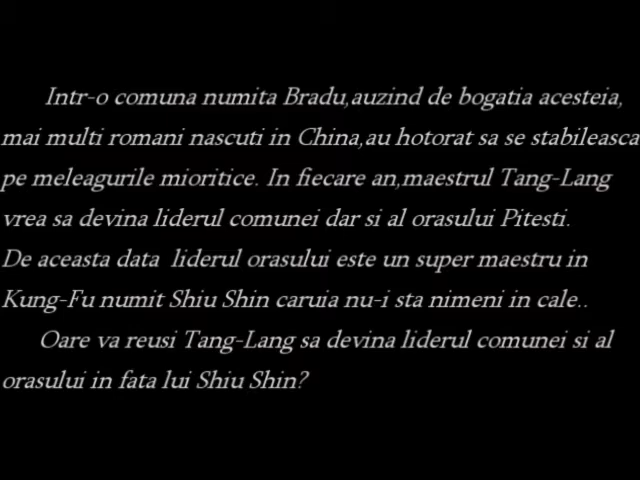 Intr-o comuna numita Bradu,auzind de bogatia acesteia,
mai multi romani nascuti in China,au hotorat sa se stabileasca
pe meleagurile mioritice. In fiecare an,maestrul Tang-Lang
vrea sa devina liderul comunei dar si al orasului Pitesti.
De aceasta data liderul orasului este un super maestru in
Kung-Fu numit Shiu Shin caruia nu-i sta nimeni in cale..
Oare va reusi Tang-Lang sa devina liderul comunei si al
orasului in fata lui Shiu Shin?